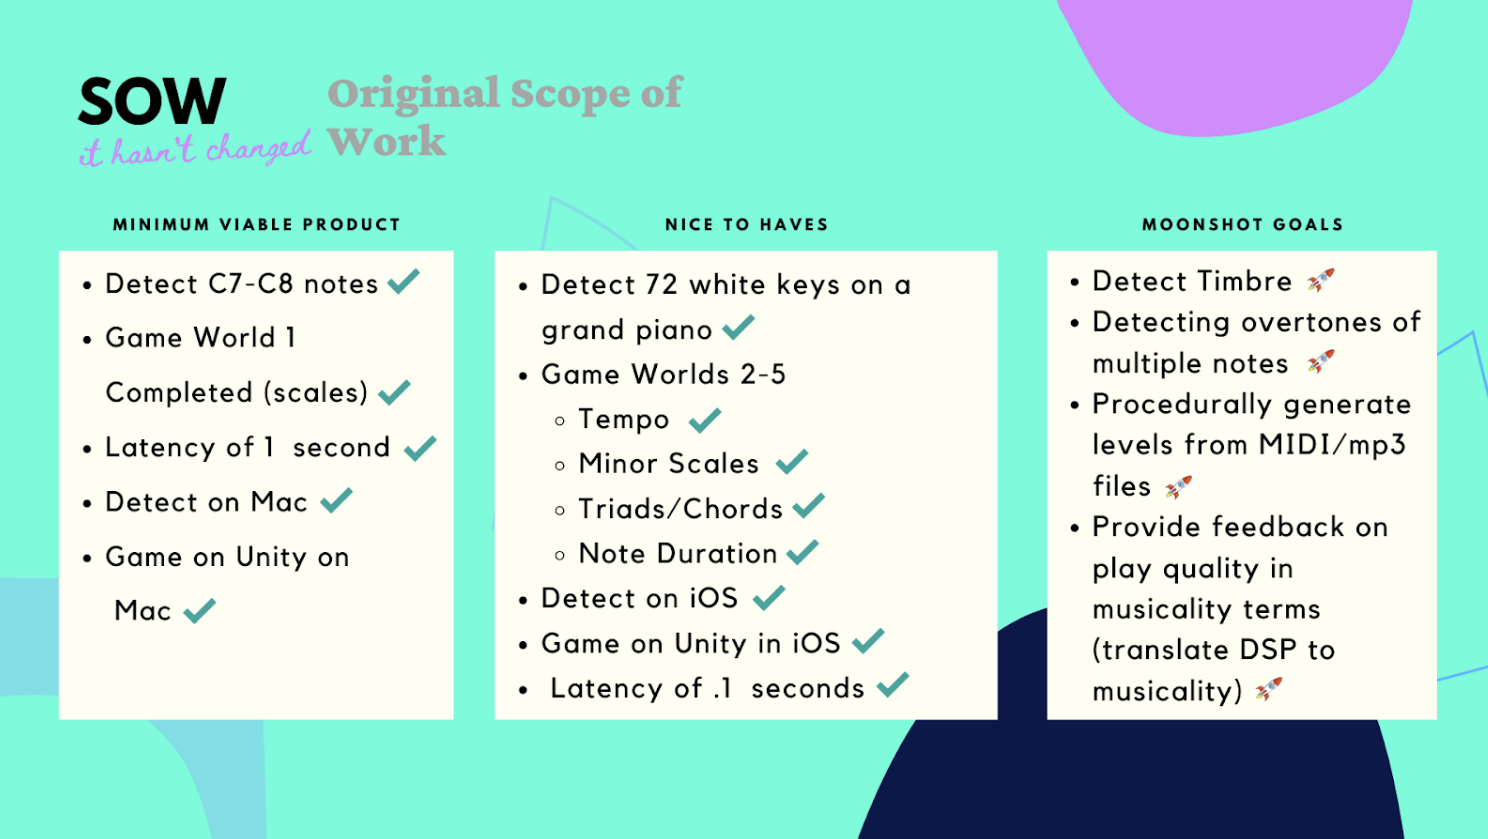 SOW
it hasn't changed
Original Scope of
Work
MINIMUM VIABLE PRODUCT
• Detect C7-C8 notes ✔
• Game World 1
Completed (scales) ✔
• Latency of 1 second ✔
• Detect on Mac ✔
• Game on Unity on
Mac ✔
NICE TO HAVES
• Detect 72 white keys on a
grand piano ✔
• Game Worlds 2-5
◦ Tempo ✔
◦ Minor Scales ✔
◦ Triads/Chords ✔
◦ Note Duration ✔
• Detect on iOS ✔
• Game on Unity in iOS ✔
• Latency of .1 seconds ✔
MOONSHOT GOALS
• Detect Timbre 🚀
• Detecting overtones of
multiple notes 🚀
• Procedurally generate
levels from MIDI/mp3
files 🚀
• Provide feedback on
play quality in
musicality terms
(translate DSP to
musicality) 🚀